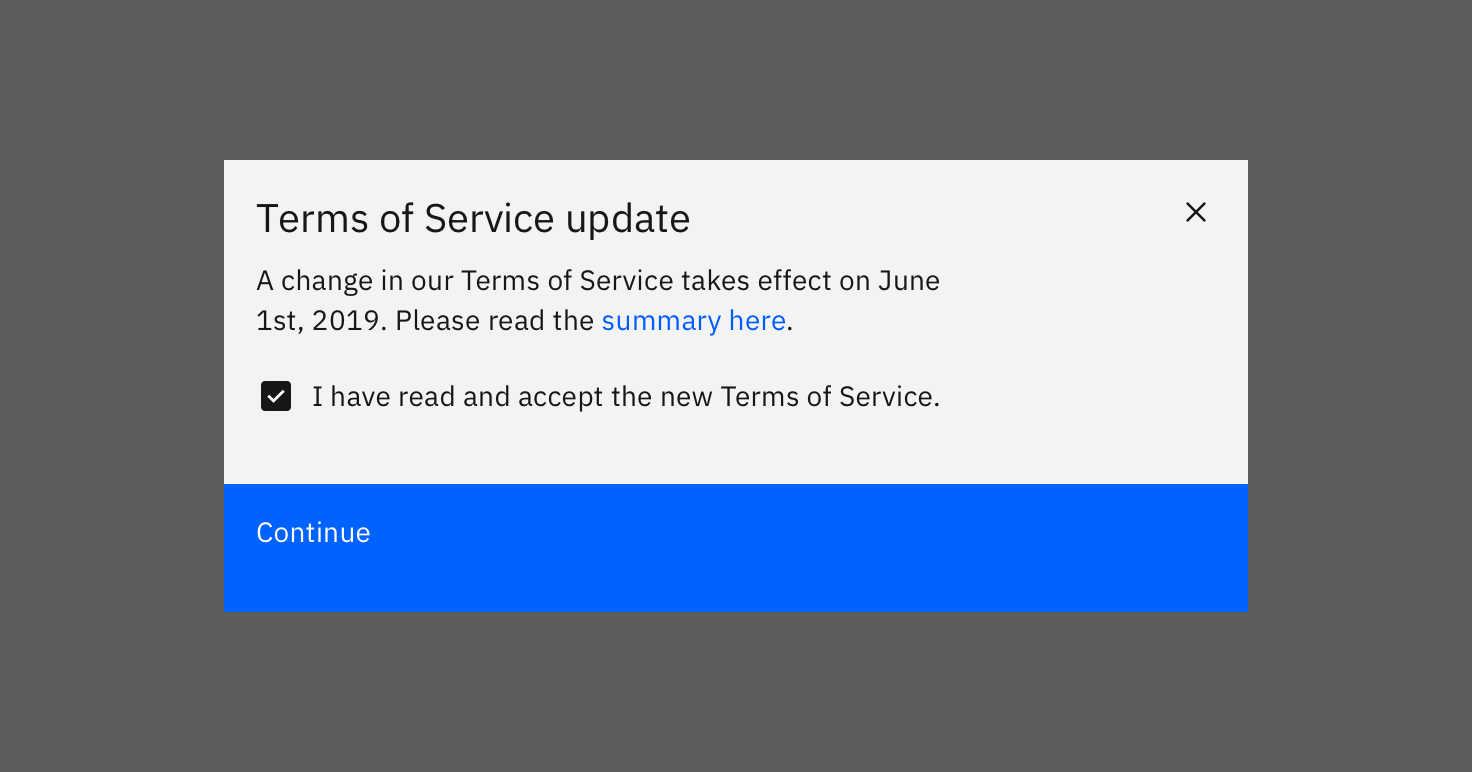 Terms of Service update
A change in our Terms of Service takes effect on June
1st, 2019. Please read the summary here.
I have read and accept the new Terms of Service.
Continue